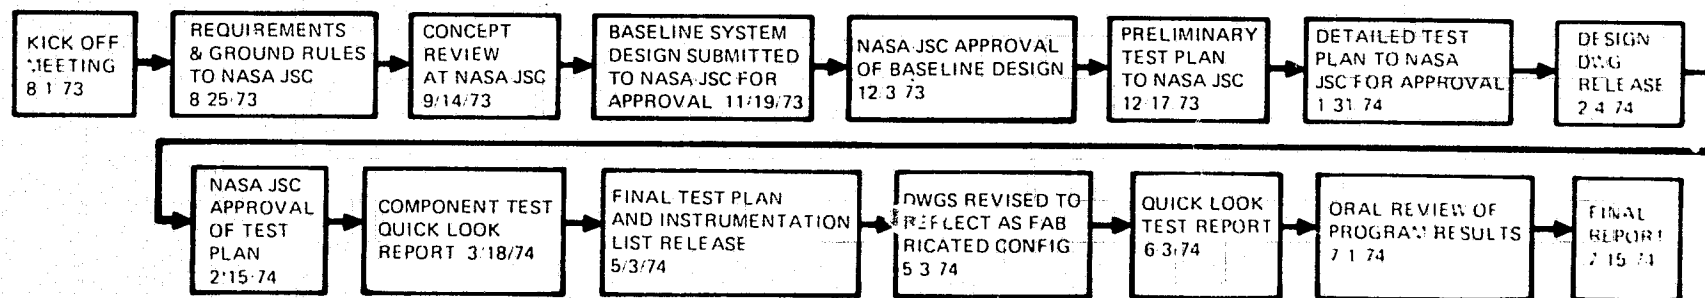 KICK OFF
MEETING
8 1 73
REQUIREMENTS
& GROUND RULES
TO NASA JSC
8 25·73
CONCEPT
REVIEW
AT NASA JSC
9/14/73
BASELINE SYSTEM
DESIGN SUBMITTED
TO NASA·JSC FOR
APPROVAL 11/19/73
NASA·JSC APPROVAL
OF BASELINE DESIGN
12 3 73
PRELIMINARY
TEST PLAN
TO NASA JSC
12·17 73
DETAILED TEST
PLAN TO NASA
JSC FOR APPROVAL
1 31 74
DESIGN
DWG
RELEASE
2 4 74
NASA JSC
APPROVAL
OF TEST
PLAN
2·15·74
COMPONENT TEST
QUICK LOOK
REPORT 3/18/74
FINAL TEST PLAN
AND INSTRUMENTATION
LIST RELEASE
5/3/74
DWGS REVISED TO
REFLECT AS FAB
RICATED CONFIG
5 3 74
QUICK LOOK
TEST REPORT
6·3/74
ORAL REVIEW OF
PROGRAM RESULTS
7 1 74
FINAL
REPORT
7 15 74